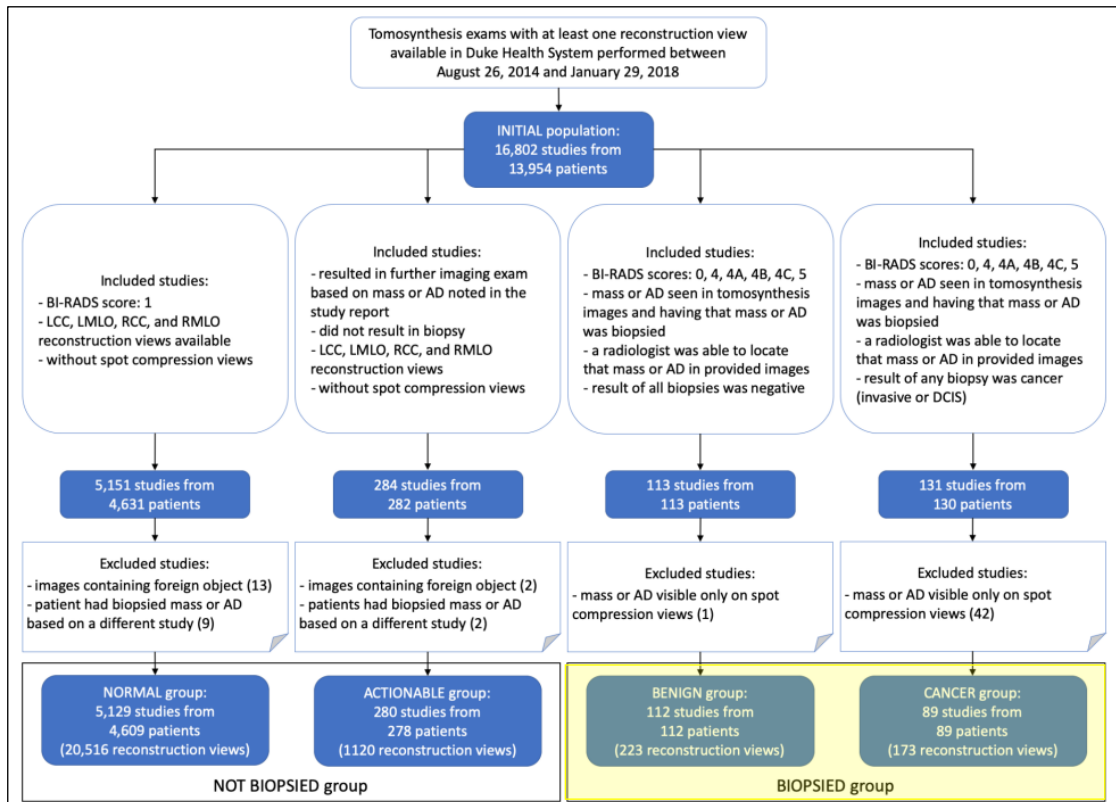 Tomosynthesis exams with at least one reconstruction view
available in Duke Health System performed between
August 26, 2014 and January 29, 2018
INITIAL population:
16,802 studies from
13,954 patients
Included studies:
- BI-RADS score: 1
- LCC, LMLO, RCC, and RMLO
reconstruction views available
- without spot compression views
Included studies:
- resulted in further imaging exam
based on mass or AD noted in the
study report
- did not result in biopsy
- LCC, LMLO, RCC, and RMLO
reconstruction views
- without spot compression views
Included studies:
- BI-RADS scores: 0, 4, 4A, 4B, 4C, 5
- mass or AD seen in tomosynthesis
images and having that mass or AD
was biopsied
- a radiologist was able to locate
that mass or AD in provided images
- result of all biopsies was negative
Included studies:
- BI-RADS scores: 0, 4, 4A, 4B, 4C, 5
- mass or AD seen in tomosynthesis
images and having that mass or AD
was biopsied
- a radiologist was able to locate
that mass or AD in provided images
- result of any biopsy was cancer
(invasive or DCIS)
5,151 studies from
4,631 patients
284 studies from
282 patients
113 studies from
113 patients
131 studies from
130 patients
Excluded studies:
- images containing foreign object (13)
- patient had biopsied mass or AD
based on a different study (9)
Excluded studies:
- images containing foreign object (2)
- patients had biopsied mass or AD
based on a different study (2)
Excluded studies:
- mass or AD visible only on spot
compression views (1)
Excluded studies:
- mass or AD visible only on spot
compression views (42)
NORMAL group:
5,129 studies from
4,609 patients
(20,516 reconstruction views)
ACTIONABLE group:
280 studies from
278 patients
(1120 reconstruction views)
BENIGN group:
112 studies from
112 patients
(223 reconstruction views)
CANCER group:
89 studies from
89 patients
(173 reconstruction views)
NOT BIOPSIED group
BIOPSIED group